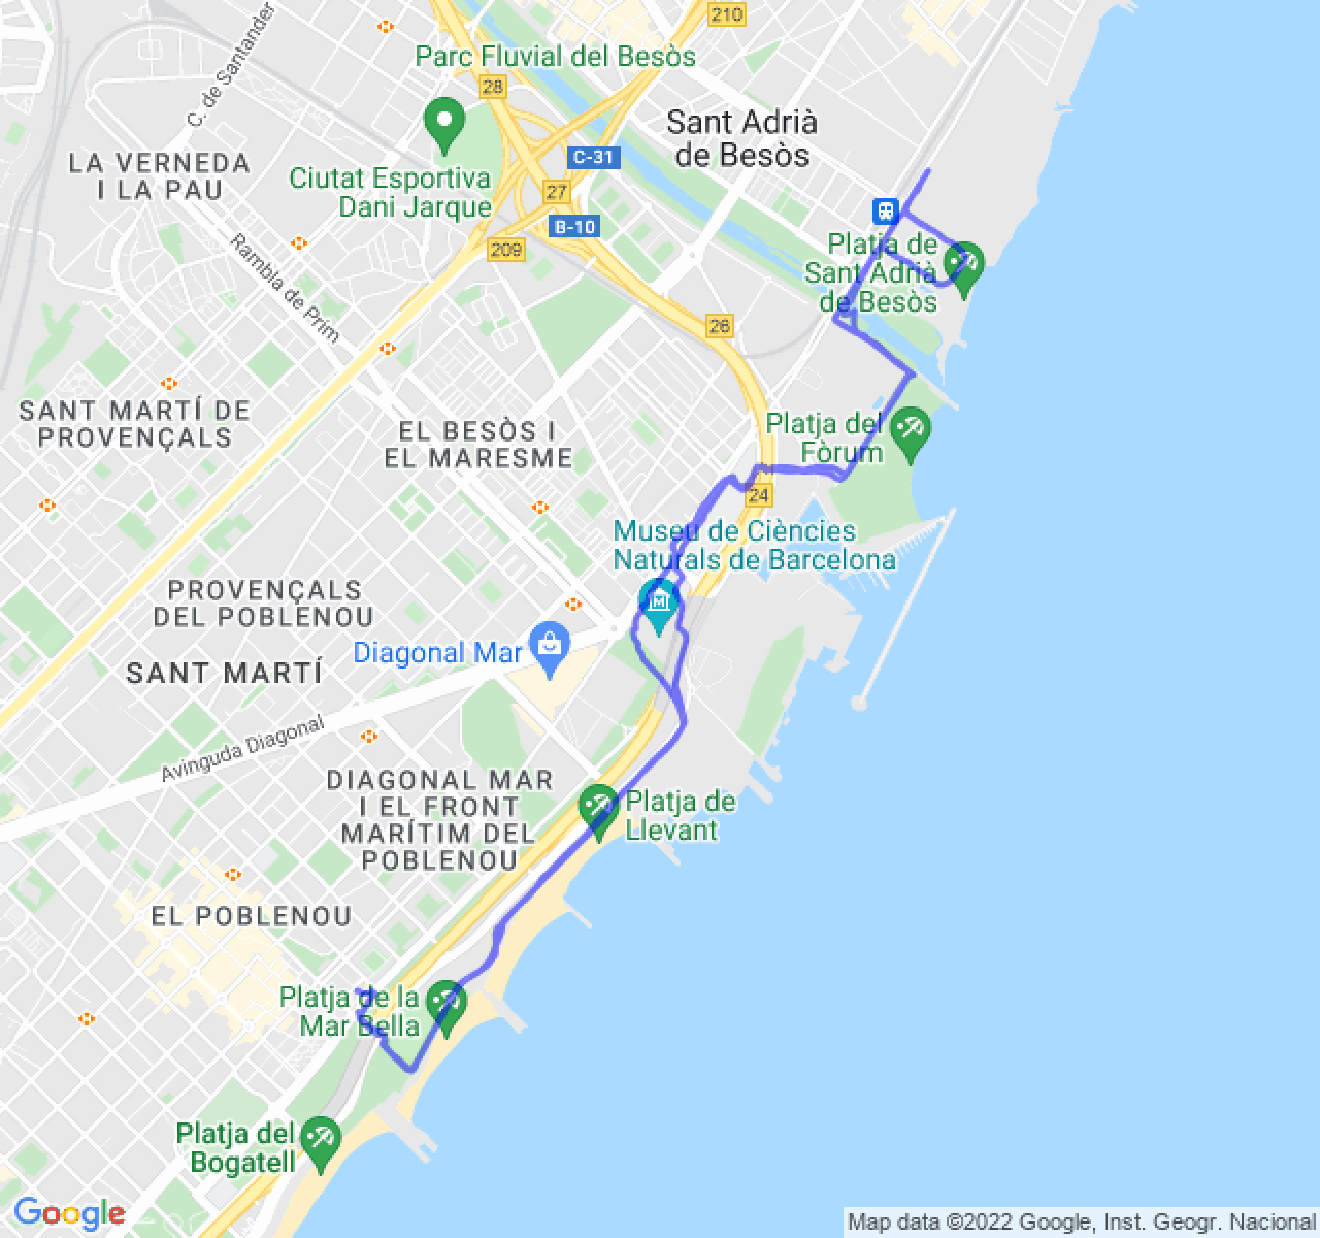 210
Parc Fluvial del Besòs
28
C. de Santander
Sant Adrià
de Besòs
C-31
LA VERNEDA
I LA PAU
Ciutat Esportiva
Dani Jarque
27
B-10
209
Rambla de Prim
Platja de
Sant Adrià
de Besòs
26
SANT MARTÍ DE
PROVENÇALS
EL BESÒS I
EL MARESME
Platja del
Fòrum
24
Museu de Ciències
Naturals de Barcelona
PROVENÇALS
DEL POBLENOU
Diagonal Mar
SANT MARTÍ
Avinguda Diagonal
DIAGONAL MAR
I EL FRONT
MARÍTIM DEL
POBLENOU
Platja de
Llevant
EL POBLENOU
Platja de la
Mar Bella
Platja del
Bogatell
Google
Map data ©2022 Google, Inst. Geogr. Nacional